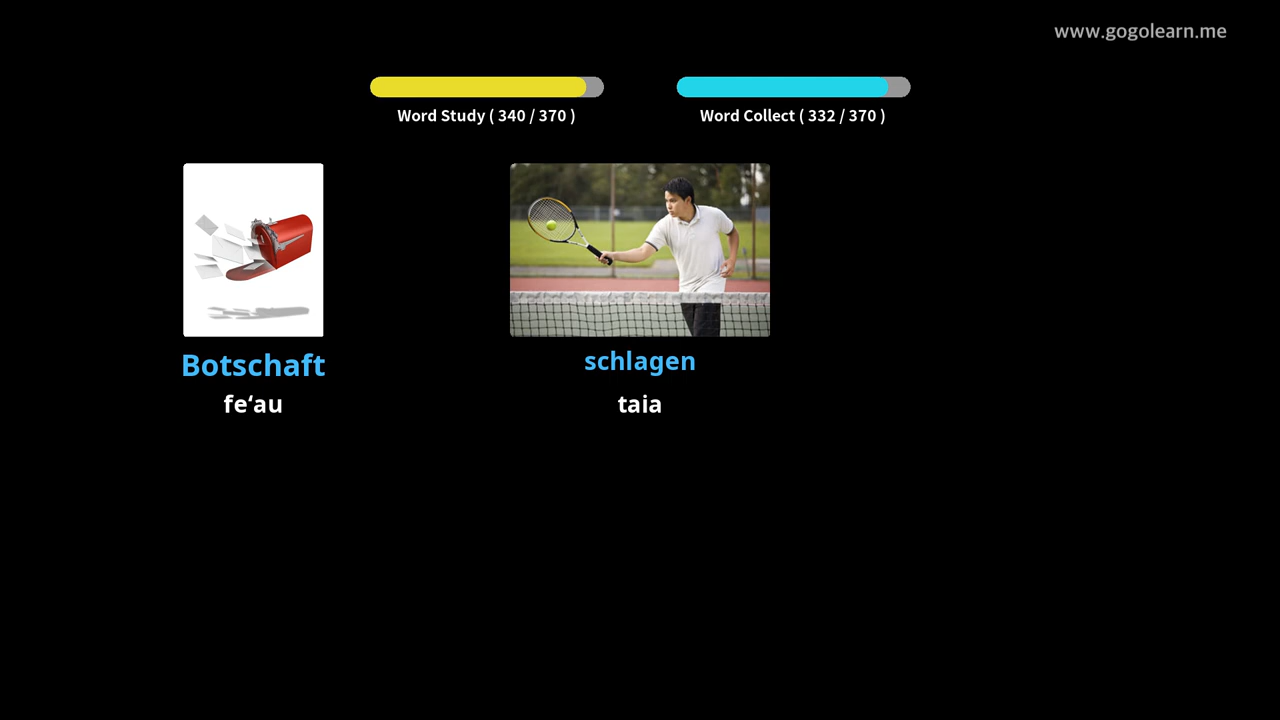 www.gogolearn.me
Word Study ( 340 / 370 )
Word Collect ( 332 / 370 )
Botschaft
schlagen
fe‘au
taia